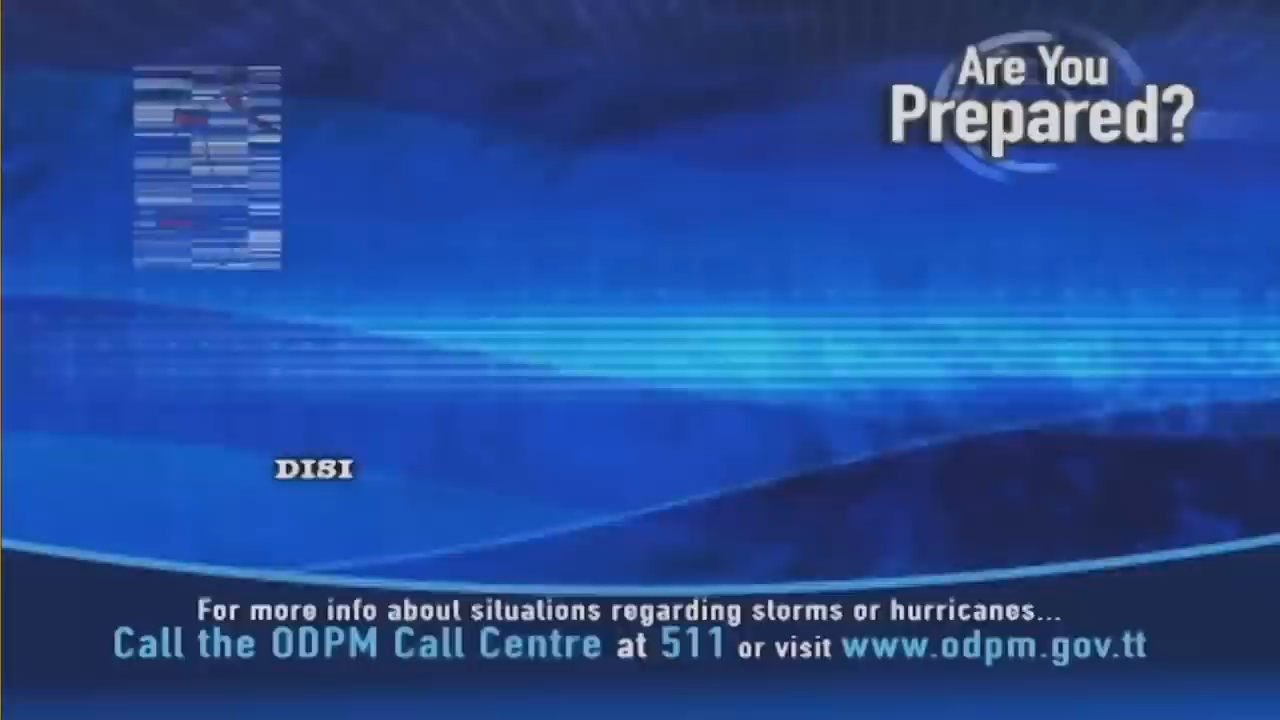 Are You
Prepared?
DISI
For more info about situations regarding storms or hurricanes...
Call the ODPM Call Centre at 511 or visit www.odpm.gov.tt